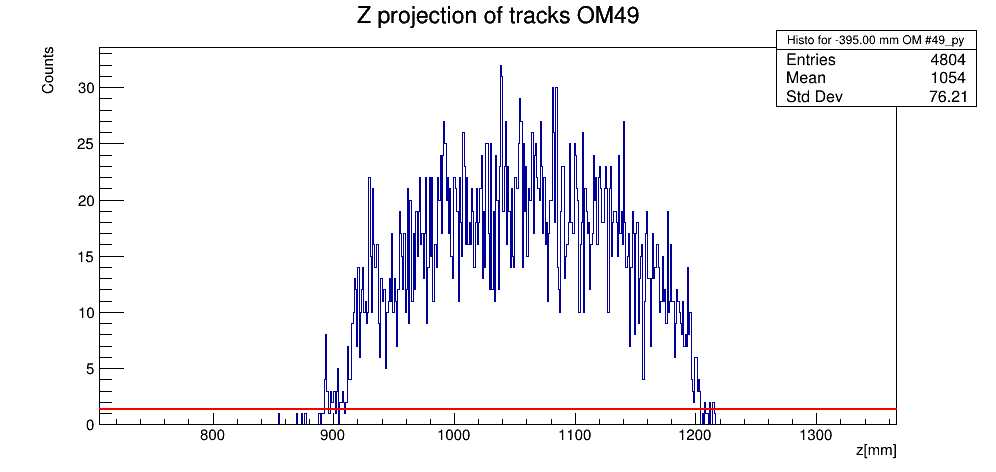 Z projection of tracks OM49
Histo for -395.00 mm OM #49_py
Entries 4804
Mean 1054
Std Dev 76.21
Counts
30
25
20
15
10
5
0
800 900 1000 1100 1200 1300
z[mm]